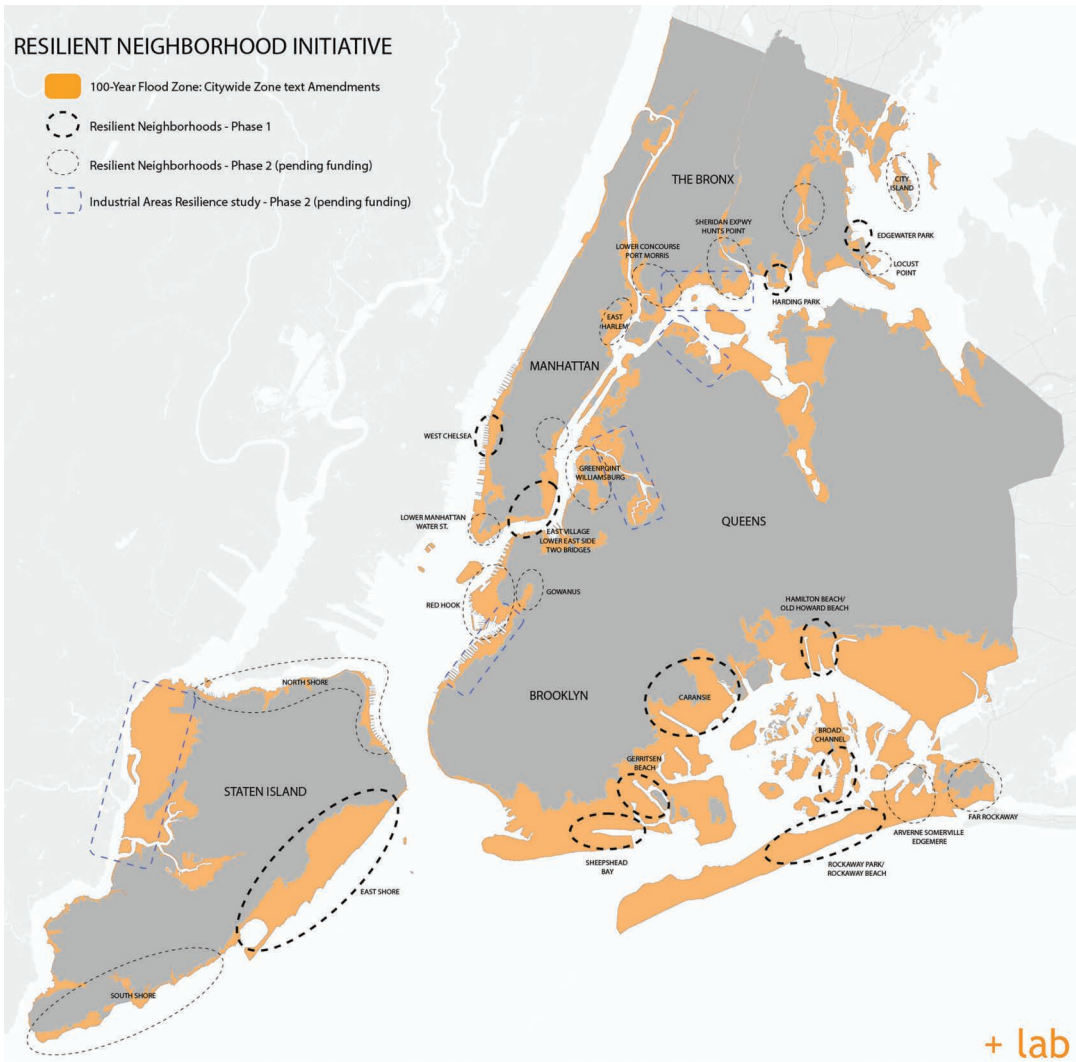 RESILIENT NEIGHBORHOOD INITIATIVE
100-Year Flood Zone: Citywide Zone text Amendments
Resilient Neighborhoods - Phase 1
Resilient Neighborhoods - Phase 2 (pending funding)
Industrial Areas Resilience study - Phase 2 (pending funding)
THE BRONX
CITY
ISLAND
SHERIDAN EXPWY
HUNTS POINT
EDGEWATER PARK
LOWER CONCOURSE
PORT MORRIS
LOCUST
POINT
HARDING PARK
EAST
HARLEM
MANHATTAN
WEST CHELSEA
GREENPOINT
WILLIAMSBURG
LOWER MANHATTAN
WATER ST.
QUEENS
EAST VILLAGE
LOWER EAST SIDE
TWO BRIDGES
GOWANUS
RED HOOK
HAMILTON BEACH/
OLD HOWARD BEACH
NORTH SHORE
BROOKLYN
CARANSIE
BROAD
CHANNEL
GERRITSEN
BEACH
STATEN ISLAND
FAR ROCKAWAY
ARVERNE SOMERVILLE
EDGEMERE
SHEEPSHEAD
BAY
ROCKAWAY PARK/
ROCKAWAY BEACH
EAST SHORE
SOUTH SHORE
+ lab